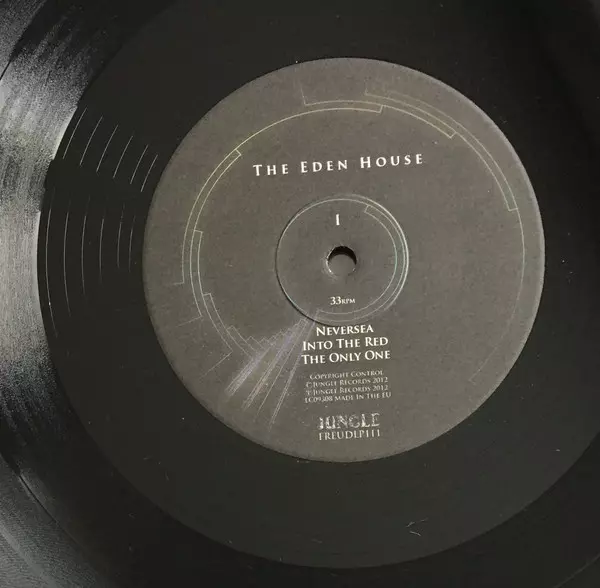 THE EDEN HOUSE
I
33RPM
NEVERSEA
INTO THE RED
THE ONLY ONE
COPYRIGHT CONTROL
© JUNGLE RECORDS 2012
℗ JUNGLE RECORDS 2012
LC09208 MADE IN THE EU
JUNGLE
FREUDLP111